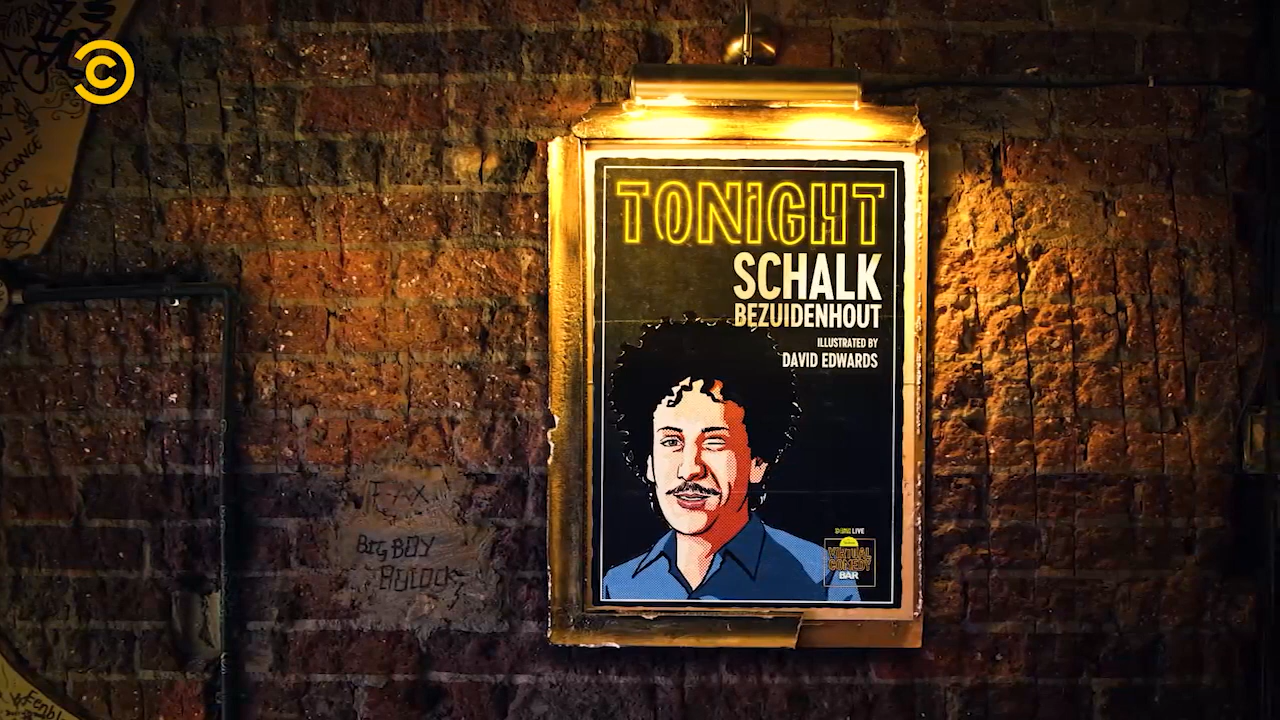 TONIGHT
SCHALK
BEZUIDENHOUT
ILLUSTRATED BY
DAVID EDWARDS
LIVE
VIRTUAL
COMEDY
BAR
BIG BOY